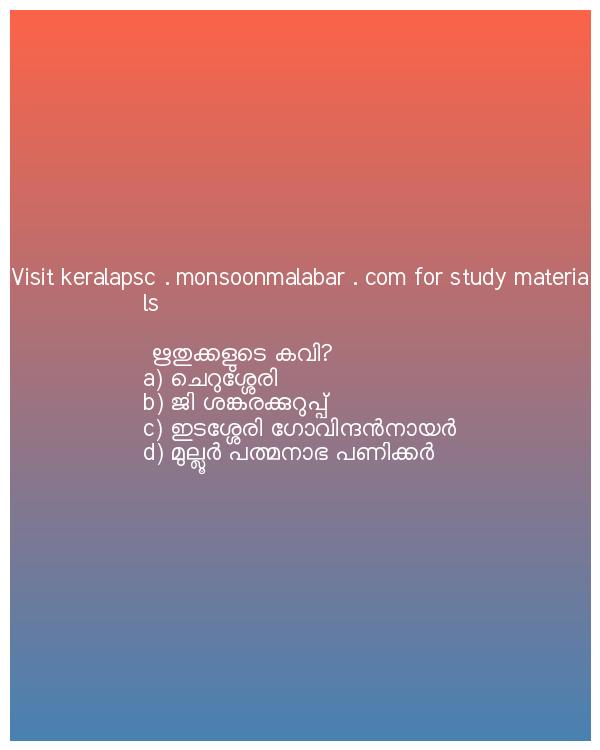 Visit keralapsc . monsoonmalabar . com for study materia
ls
ഋതുക്കളുടെ കവി?
a) ചെറുശ്ശേരി
b) ജി ശങ്കരക്കുറുപ്പ്
c) ഇടശ്ശേരി ഗോവിന്ദൻനായർ
d) മുല്ലൂർ പത്മനാഭ പണിക്കർ